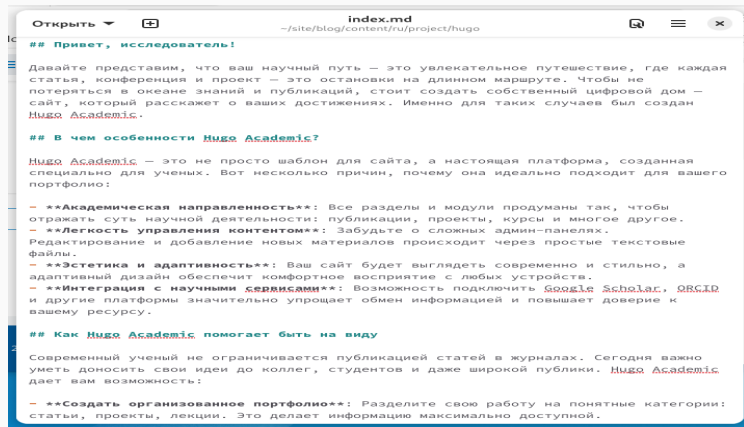 Открыть
index.md
~/site/blog/content/ru/project/hugo
## Привет, исследователь!
Давайте представим, что ваш научный путь — это увлекательное путешествие, где каждая
статья, конференция и проект — это остановки на длинном маршруте. Чтобы не
потеряться в океане знаний и публикаций, стоит создать собственный цифровой дом —
сайт, который расскажет о ваших достижениях. Именно для таких случаев был создан
Hugo Academic.
## В чем особенности Hugo Academic?
Hugo Academic — это не просто шаблон для сайта, а настоящая платформа, созданная
специально для ученых. Вот несколько причин, почему она идеально подходит для вашего
портфолио:
- **Академическая направленность**: Все разделы и модули продуманы так, чтобы
отражать суть научной деятельности: публикации, проекты, курсы и многое другое.
- **Легкость управления контентом**: Забудьте о сложных админ-панелях.
Редактирование и добавление новых материалов происходит через простые текстовые
файлы.
- **Эстетика и адаптивность**: Ваш сайт будет выглядеть современно и стильно, а
адаптивный дизайн обеспечит комфортное восприятие с любых устройств.
- **Интеграция с научными сервисами**: Возможность подключить Google Scholar, ORCID
и другие платформы значительно упрощает обмен информацией и повышает доверие к
вашему ресурсу.
## Как Hugo Academic помогает быть на виду
Современный ученый не ограничивается публикацией статей в журналах. Сегодня важно
уметь доносить свои идеи до коллег, студентов и даже широкой публики. Hugo Academic
дает вам возможность:
- **Создать организованное портфолио**: Разделите свою работу на понятные категории:
статьи, проекты, лекции. Это делает информацию максимально доступной.